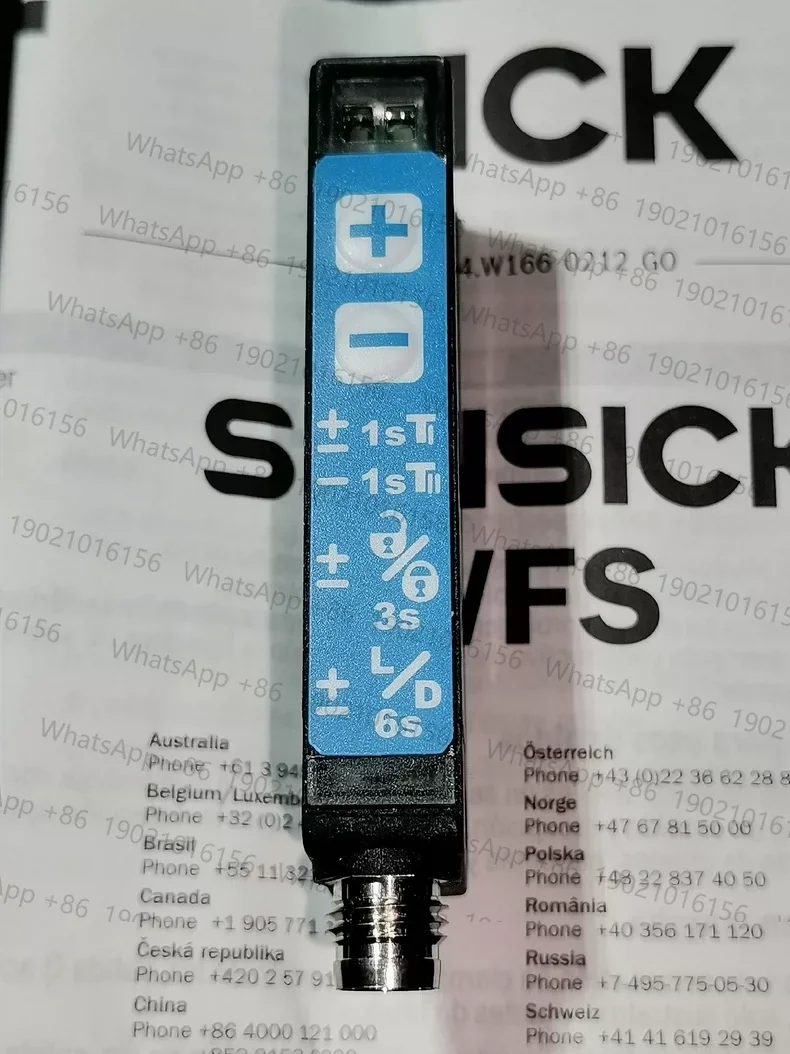 ICK
4.W166 0212 GO
+
−
S NSICK
WFS
± 1sT|
− 1sT||
±
3s
± L/D
6s
Australia
Phone +61 3 94
Belgium/Luxemb
Phone +32 (0)2
Brasil
Phone +55 11 32
Canada
Phone +1 905 771
Česká republika
Phone +420 2 57 91
China
Phone +86 4000 121 000
Österreich
Phone +43 (0)22 36 62 28 8
Norge
Phone +47 67 81 50 00
Polska
Phone +48 22 837 40 50
România
Phone +40 356 171 120
Russia
Phone +7-495-775-05-30
Schweiz
Phone +41 41 619 29 39
WhatsApp +86 19021016156